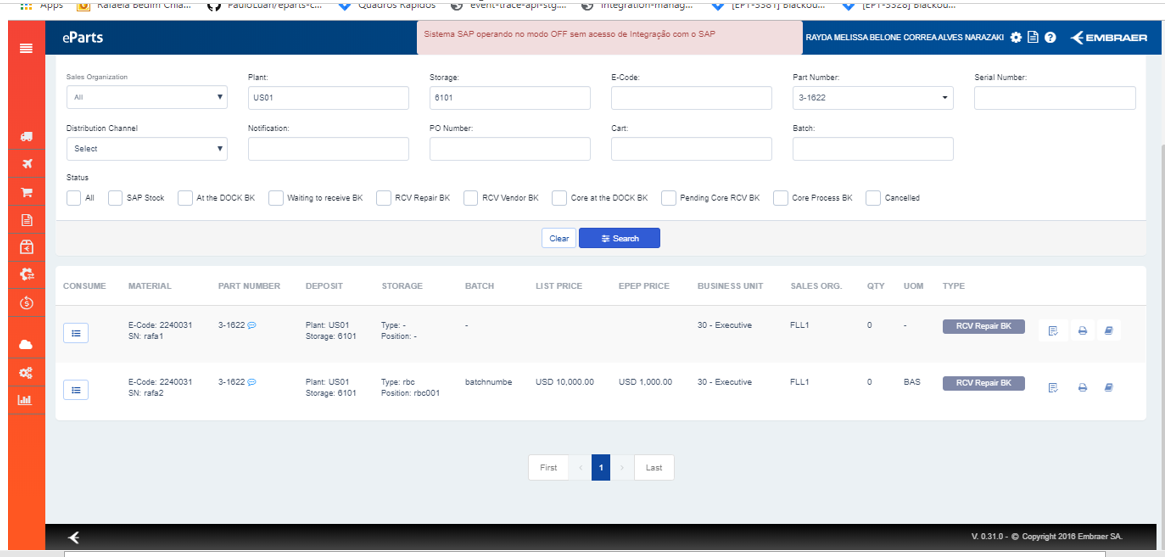 Apps Rafaela Bedim Chia... PauloLuan/eparts-c... Quadros Rápidos event-trace-api-stg.... integration-manag... [EPT-3381] Blackou... [EPT-3328] Blackou...
eParts
Sistema SAP operando no modo OFF sem acesso de Integração com o SAP
RAYDA MELISSA BELONE CORREA ALVES NARAZAKI
EMBRAER
Sales Organization Plant: Storage: E-Code: Part Number: Serial Number:
All US01 6101 3-1622
Distribution Channel Notification: PO Number: Cart: Batch:
Select
Status
All SAP Stock At the DOCK BK Waiting to receive BK RCV Repair BK RCV Vendor BK Core at the DOCK BK Pending Core RCV BK Core Process BK Cancelled
Clear Search
CONSUME MATERIAL PART NUMBER DEPOSIT STORAGE BATCH LIST PRICE EPEP PRICE BUSINESS UNIT SALES ORG. QTY UOM TYPE
E-Code: 2240031 3-1622 Plant: US01 Type: - - 30 - Executive FLL1 0 - RCV Repair BK
SN: rafa1 Storage: 6101 Position: -
E-Code: 2240031 3-1622 Plant: US01 Type: rbc batchnumbe USD 10,000.00 USD 1,000.00 30 - Executive FLL1 0 BAS RCV Repair BK
SN: rafa2 Storage: 6101 Position: rbc001
First ‹ 1 › Last
V. 0.31.0 - © Copyright 2016 Embraer SA.